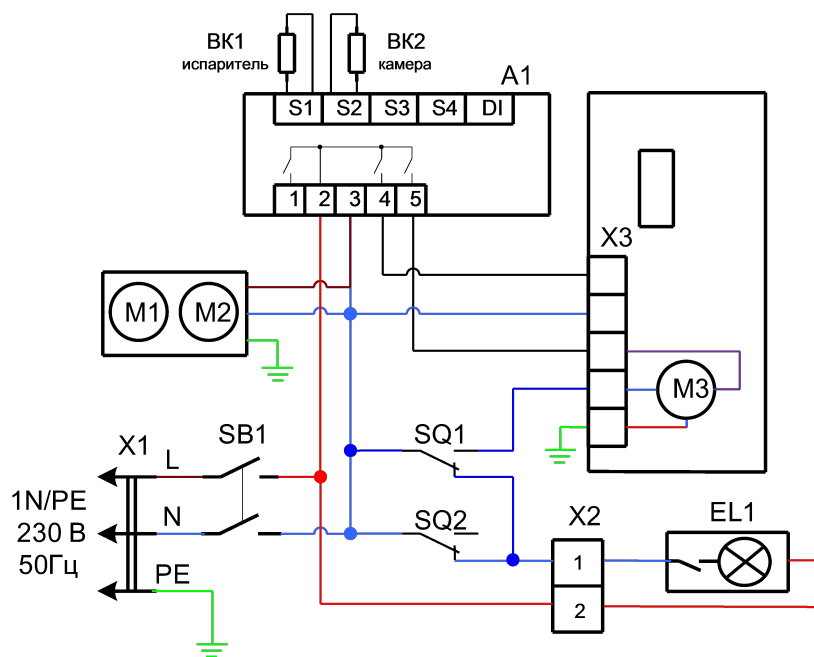 ВК1
испаритель
ВК2
камера
A1
S1 S2 S3 S4 DI
1 2 3 4 5
X3
M1 M2
M3
X1 L SB1 SQ1
1N/PE
230 В
50Гц
N
SQ2 X2 EL1
PE
1
2